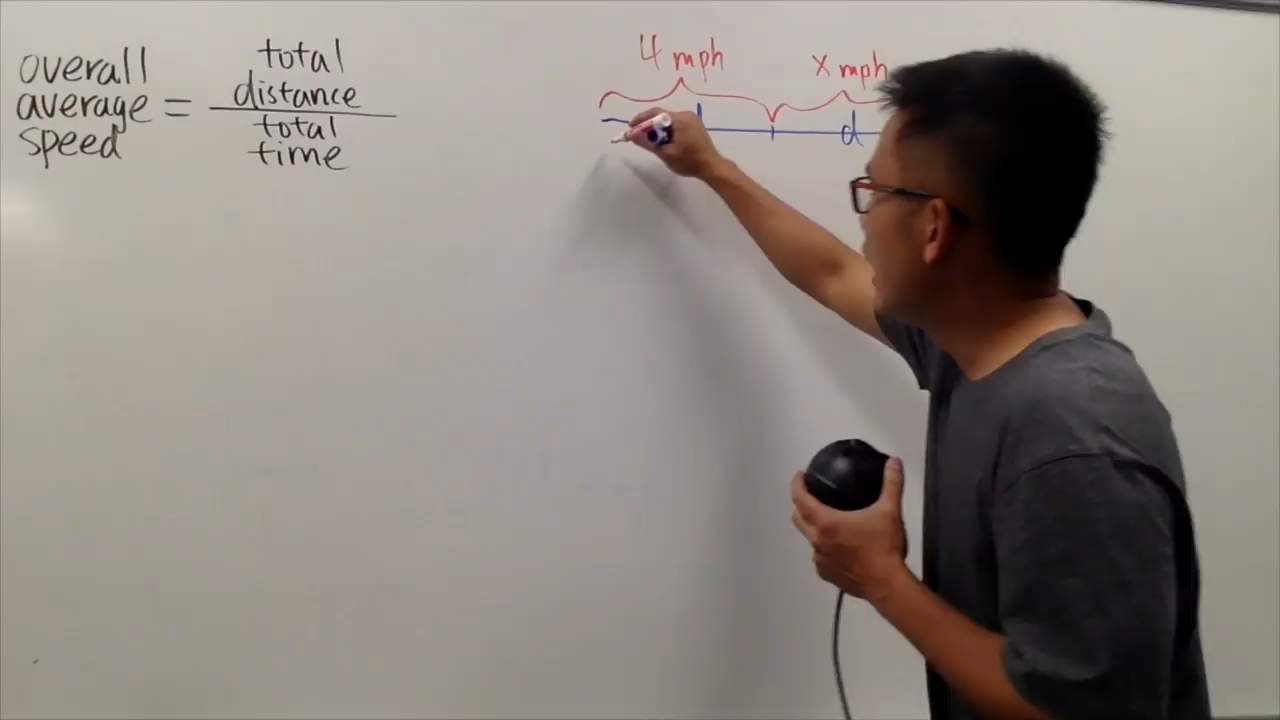 overall
average =
speed
total
distance
total
time
4 mph
x mph
d